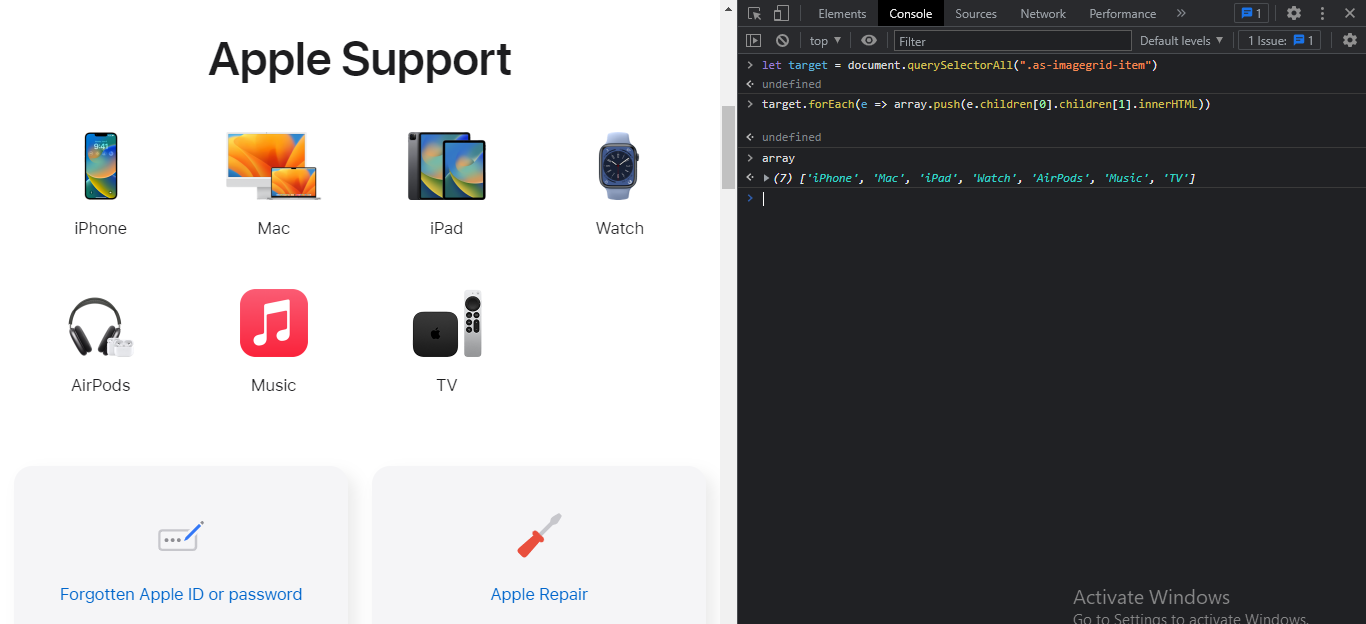 Apple Support
9:41
iPhone
Mac
iPad
Watch
AirPods
Music
TV
Forgotten Apple ID or password
Apple Repair
Elements Console Sources Network Performance » 1
top ▼ Filter Default levels ▼ 1 Issue: 1
> let target = document.querySelectorAll(".as-imagegrid-item")
undefined
> target.forEach(e => array.push(e.children[0].children[1].innerHTML))
undefined
> array
(7) ['iPhone', 'Mac', 'iPad', 'Watch', 'AirPods', 'Music', 'TV']
>
Activate Windows
Go to Settings to activate Windows.